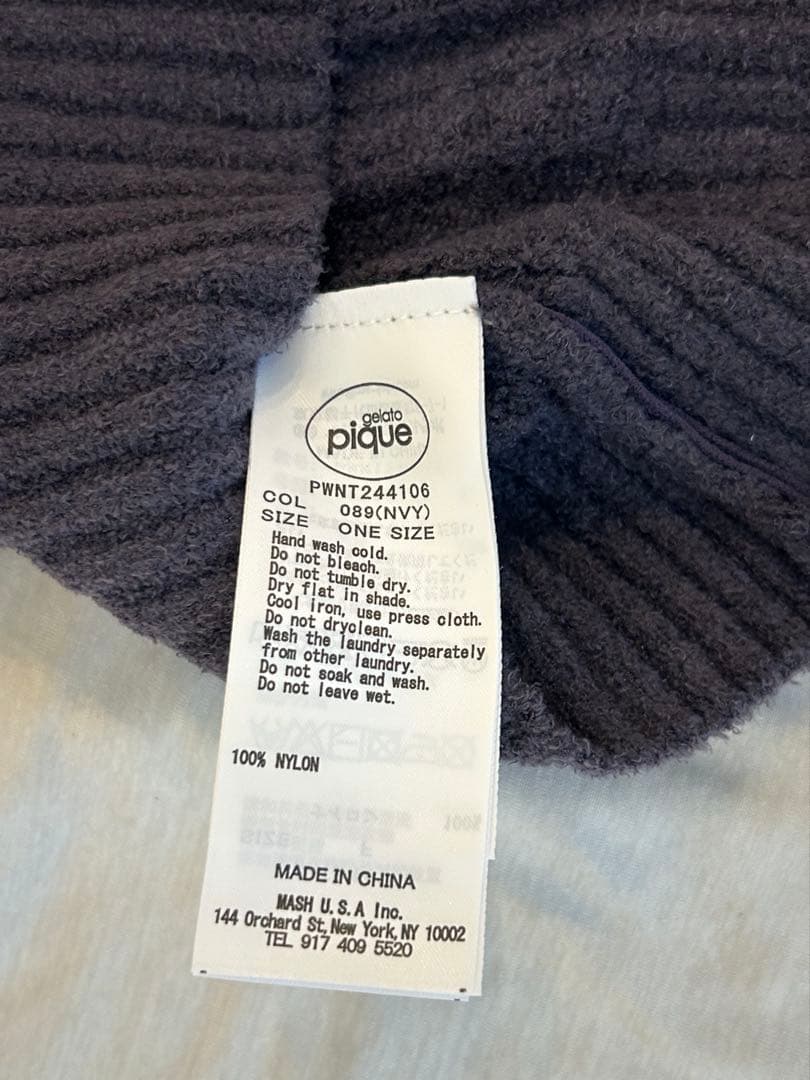 gelato
pique
PWNT244106
COL 089(NVY)
SIZE ONE SIZE
Hand wash cold.
Do not bleach.
Do not tumble dry.
Dry flat in shade.
Cool iron, use press cloth.
Do not dryclean.
Wash the laundry separately
from other laundry.
Do not soak and wash.
Do not leave wet.
100% NYLON
MADE IN CHINA
MASH U.S.A Inc.
144 Orchard St,New York,NY 10002
TEL 917 409 5520